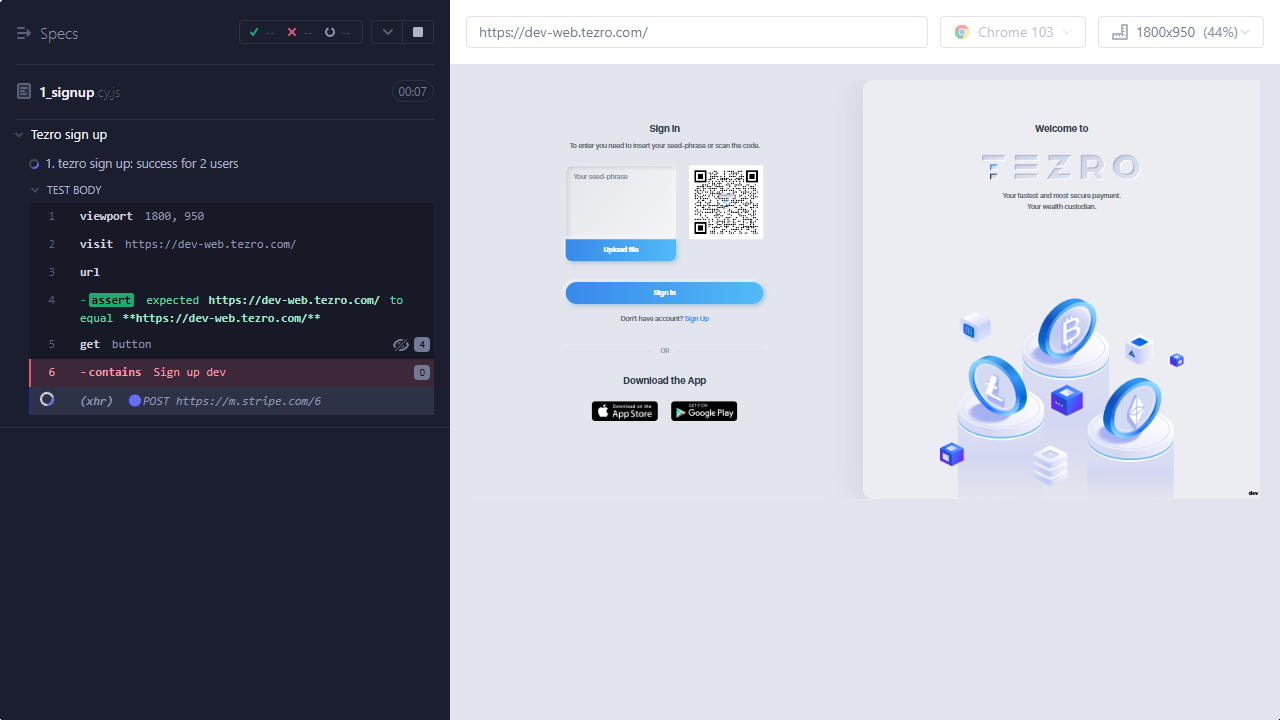 Specs
--
--
--
https://dev-web.tezro.com/
Chrome 103
1800x950 (44%)
1_signup.cy.js
00:07
Tezro sign up
1. tezro sign up: success for 2 users
TEST BODY
1 viewport 1800, 950
2 visit https://dev-web.tezro.com/
3 url
4 -assert expected https://dev-web.tezro.com/ to
equal **https://dev-web.tezro.com/**
5 get button 4
6 -contains Sign up dev 0
(xhr) POST https://m.stripe.com/6
Sign in
To enter you need to insert your seed-phrase or scan the code.
Your seed-phrase
Upload file
Sign in
Don't have account? Sign Up
OR
Download the App
Download on the
App Store
GET IT ON
Google Play
Welcome to
TEZRO
Your fastest and most secure payment.
Your wealth custodian.
dev